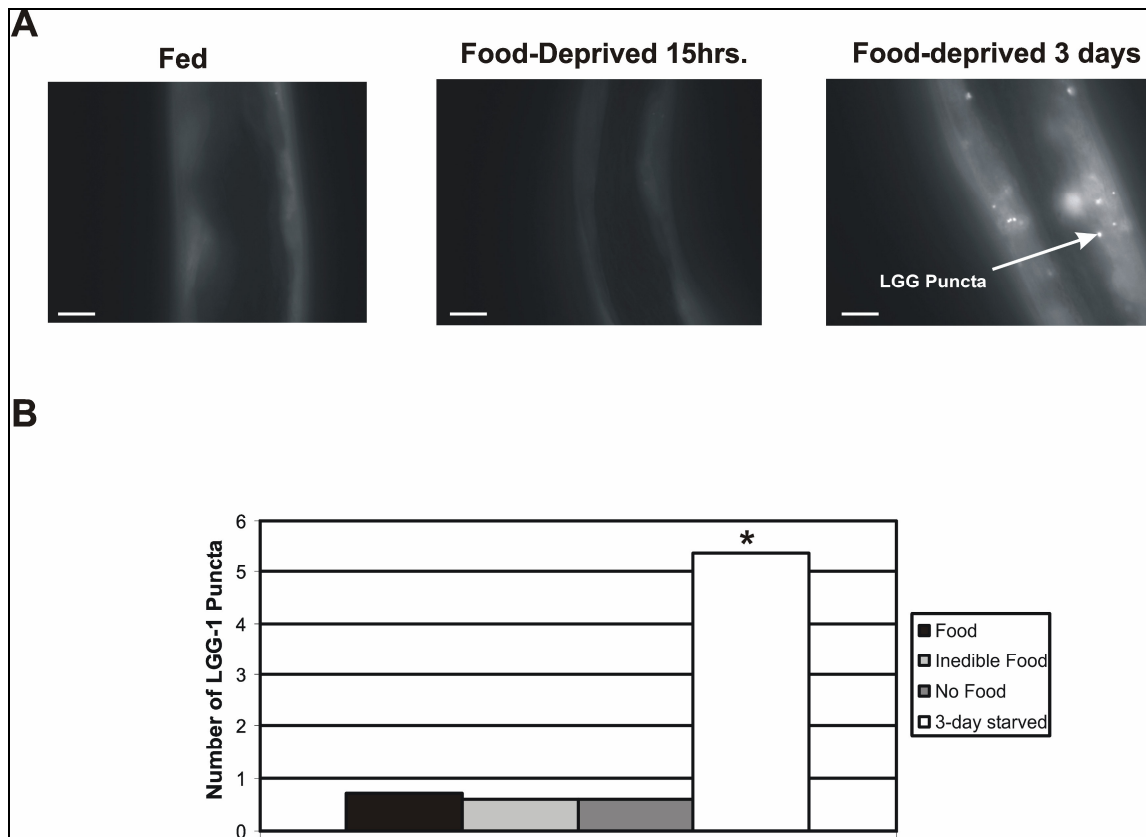 A
Fed
Food-Deprived 15hrs.
Food-deprived 3 days
LGG Puncta
B
Number of LGG-1 Puncta
6
5
4
3
2
1
0
*
Food
Inedible Food
No Food
3-day starved